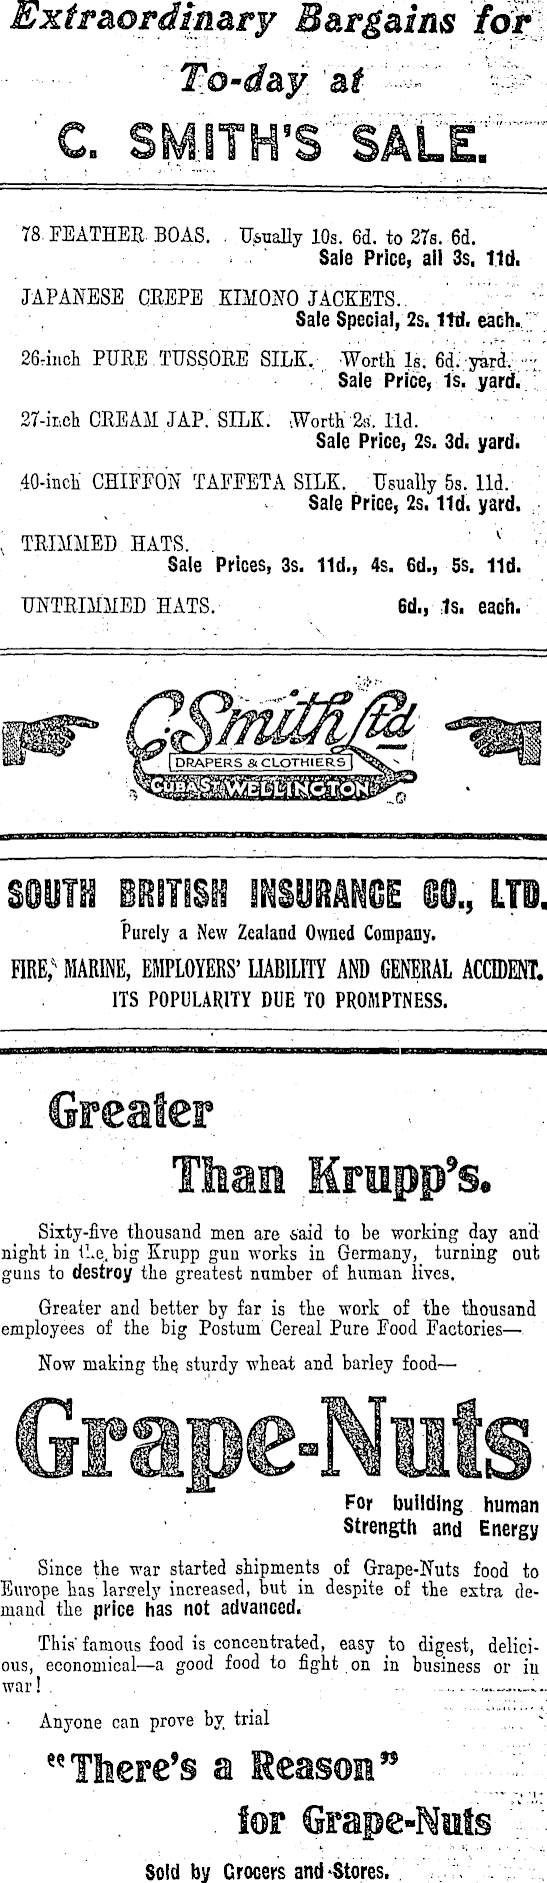 Extraordinary Bargains for
To-day at
C. SMITH'S SALE.
78 FEATHER BOAS. Usually 10s. 6d. to 27s. 6d.
Sale Price, all 3s. 11d.
JAPANESE CREPE KIMONO JACKETS.
Sale Special, 2s. 11d. each.
26-inch PURE TUSSORE SILK. Worth 1s. 6d. yard.
Sale Price, 1s. yard.
27-inch CREAM JAP. SILK. Worth 2s. 11d.
Sale Price, 2s. 3d. yard.
40-inch CHIFFON TAFFETA SILK. Usually 5s. 11d.
Sale Price, 2s. 11d. yard.
TRIMMED HATS.
Sale Prices, 3s. 11d., 4s. 6d., 5s. 11d.
UNTRIMMED HATS. 6d., 1s. each.
C. Smith Ltd
DRAPERS & CLOTHIERS
CUBA ST WELLINGTON
SOUTH BRITISH INSURANCE CO., LTD.
Purely a New Zealand Owned Company.
FIRE, MARINE, EMPLOYERS' LIABILITY AND GENERAL ACCIDENT.
ITS POPULARITY DUE TO PROMPTNESS.
Greater
Than Krupp's.
Sixty-five thousand men are said to be working day and
night in the big Krupp gun works in Germany, turning out
guns to destroy the greatest number of human lives.
Greater and better by far is the work of the thousand
employees of the big Postum Cereal Pure Food Factories—
Now making the sturdy wheat and barley food—
Grape-Nuts
For building human
Strength and Energy
Since the war started shipments of Grape-Nuts food to
Europe has largely increased, but in despite of the extra de-
mand the price has not advanced.
This famous food is concentrated, easy to digest, delici-
ous, economical—a good food to fight on in business or in
war!
Anyone can prove by trial
"There's a Reason"
for Grape-Nuts
Sold by Grocers and Stores.